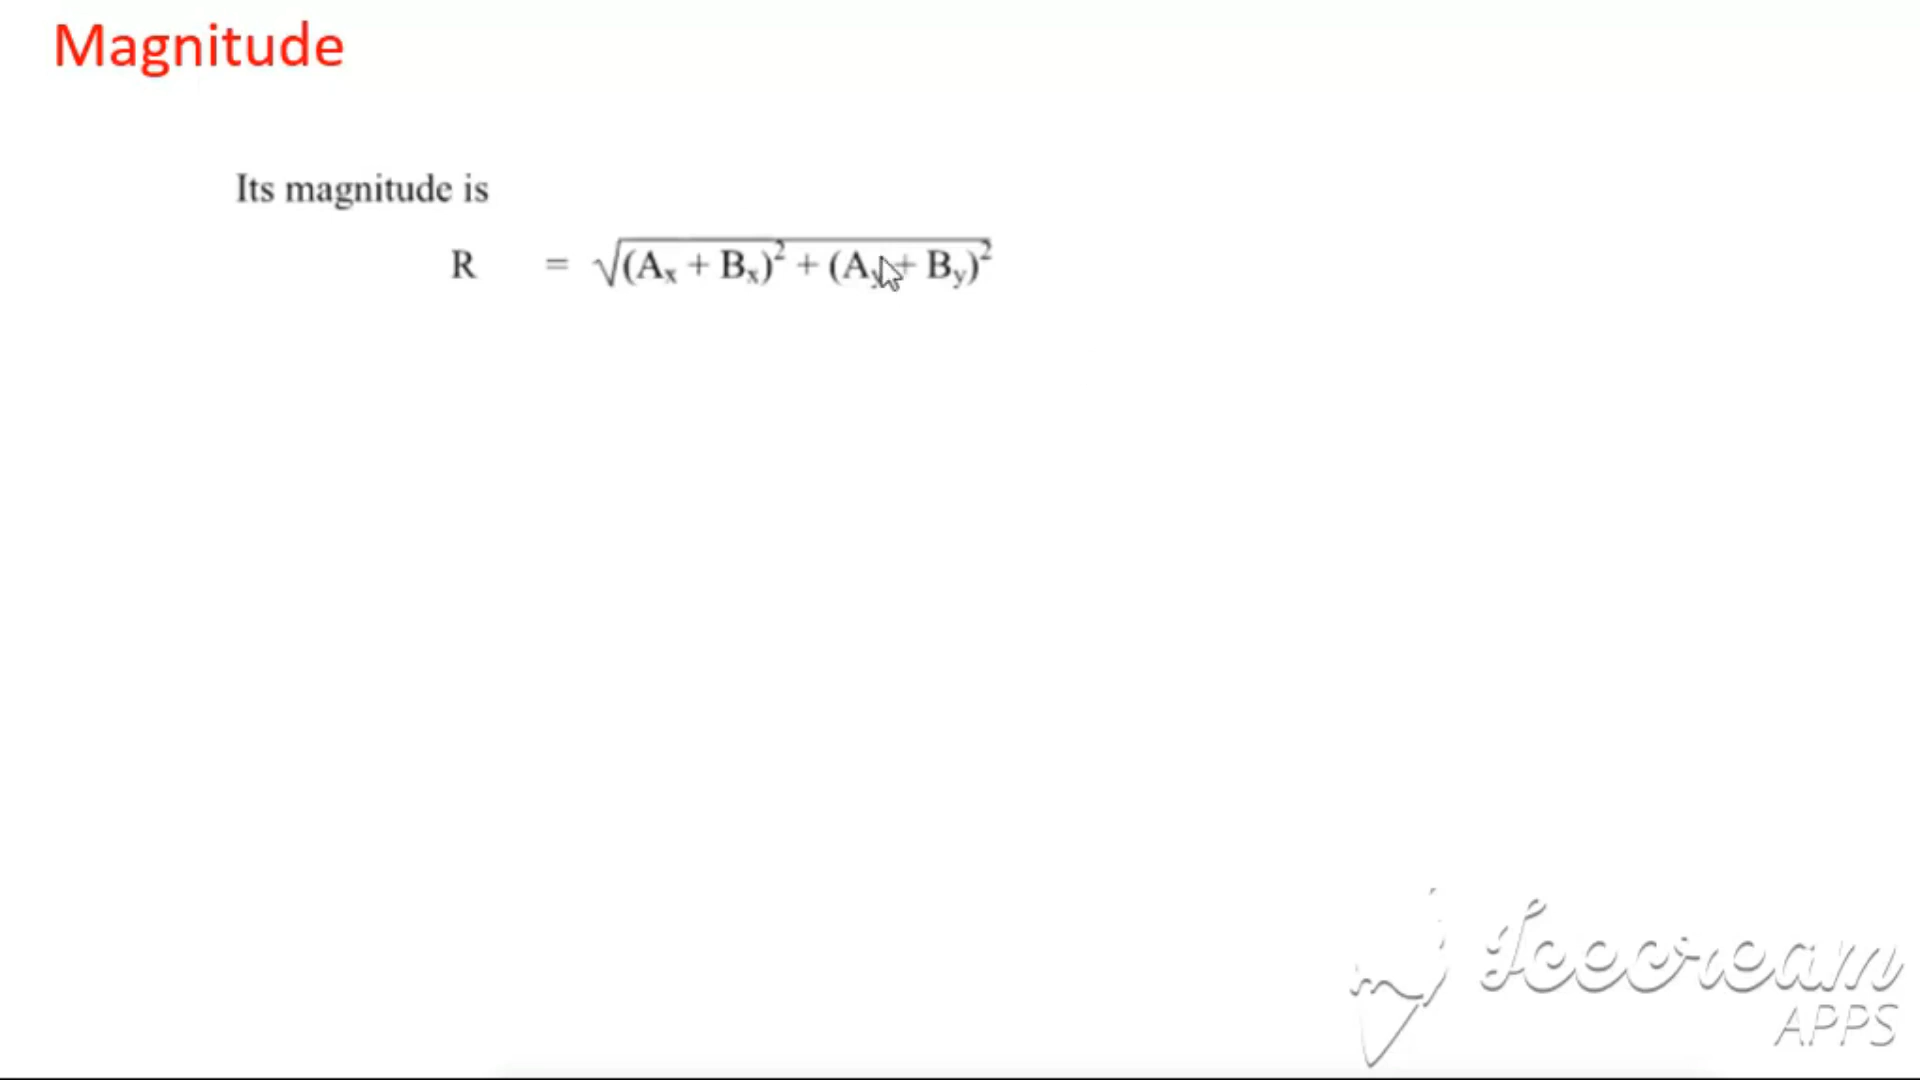 Magnitude
Its magnitude is
R = √(Aₓ + Bₓ)² + (Aᵧ + Bᵧ)²
Icecream
APPS